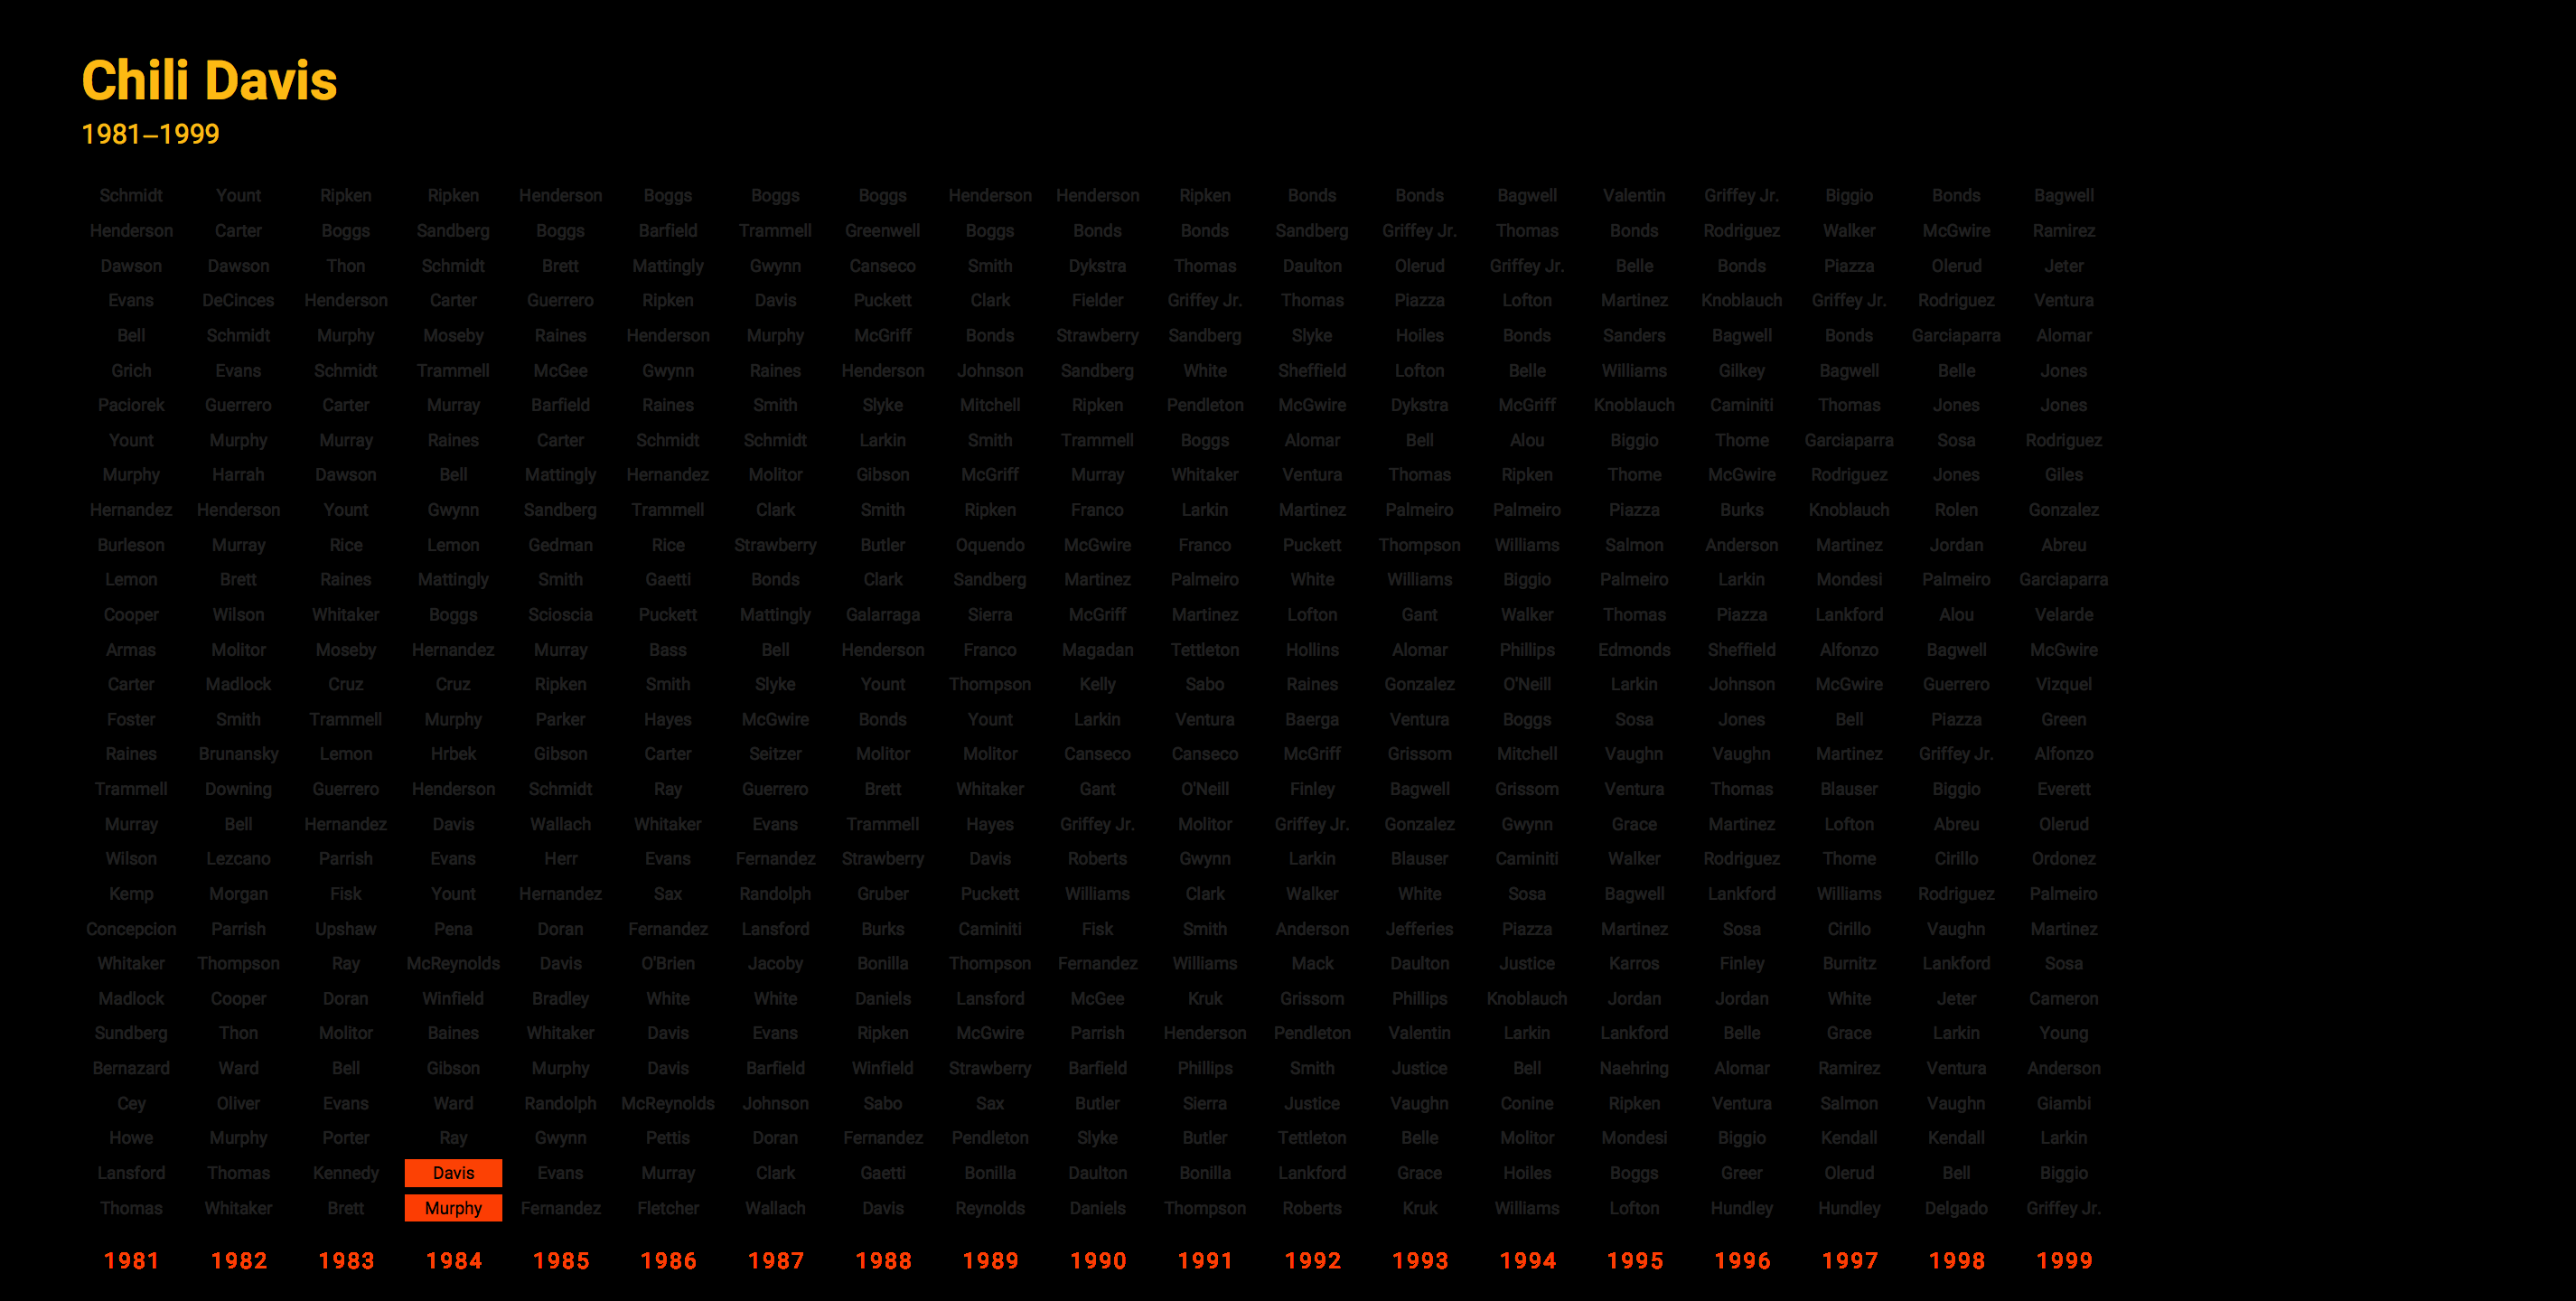 Chili Davis
1981–1999
Schmidt Yount Ripken Ripken Henderson Boggs Boggs Boggs Henderson Henderson Ripken Bonds Bonds Bagwell Valentin Griffey Jr. Biggio Bonds Bagwell
Henderson Carter Boggs Sandberg Boggs Barfield Trammell Greenwell Boggs Bonds Bonds Sandberg Griffey Jr. Thomas Bonds Rodriguez Walker McGwire Ramirez
Dawson Dawson Thon Schmidt Brett Mattingly Gwynn Canseco Smith Dykstra Thomas Daulton Olerud Griffey Jr. Belle Bonds Piazza Olerud Jeter
Evans DeCinces Henderson Carter Guerrero Ripken Davis Puckett Clark Fielder Griffey Jr. Thomas Piazza Lofton Martinez Knoblauch Griffey Jr. Rodriguez Ventura
Bell Schmidt Murphy Moseby Raines Henderson Murphy McGriff Bonds Strawberry Sandberg Slyke Hoiles Bonds Sanders Bagwell Bonds Garciaparra Alomar
Grich Evans Schmidt Trammell McGee Gwynn Raines Henderson Johnson Sandberg White Sheffield Lofton Belle Williams Gilkey Bagwell Belle Jones
Paciorek Guerrero Carter Murray Barfield Raines Smith Slyke Mitchell Ripken Pendleton McGwire Dykstra McGriff Knoblauch Caminiti Thomas Jones Jones
Yount Murphy Murray Raines Carter Schmidt Schmidt Larkin Smith Trammell Boggs Alomar Bell Alou Biggio Thome Garciaparra Sosa Rodriguez
Murphy Harrah Dawson Bell Mattingly Hernandez Molitor Gibson McGriff Murray Whitaker Ventura Thomas Ripken Thome McGwire Rodriguez Jones Giles
Hernandez Henderson Yount Gwynn Sandberg Trammell Clark Smith Ripken Franco Larkin Martinez Palmeiro Palmeiro Piazza Burks Knoblauch Rolen Gonzalez
Burleson Murray Rice Lemon Gedman Rice Strawberry Butler Oquendo McGwire Franco Puckett Thompson Williams Salmon Anderson Martinez Jordan Abreu
Lemon Brett Raines Mattingly Smith Gaetti Bonds Clark Sandberg Martinez Palmeiro White Williams Biggio Palmeiro Larkin Mondesi Palmeiro Garciaparra
Cooper Wilson Whitaker Boggs Scioscia Puckett Mattingly Galarraga Sierra McGriff Martinez Lofton Gant Walker Thomas Piazza Lankford Alou Velarde
Armas Molitor Moseby Hernandez Murray Bass Bell Henderson Franco Magadan Tettleton Hollins Alomar Phillips Edmonds Sheffield Alfonzo Bagwell McGwire
Carter Madlock Cruz Cruz Ripken Smith Slyke Yount Thompson Kelly Sabo Raines Gonzalez O'Neill Larkin Johnson McGwire Guerrero Vizquel
Foster Smith Trammell Murphy Parker Hayes McGwire Bonds Yount Larkin Ventura Baerga Ventura Boggs Sosa Jones Bell Piazza Green
Raines Brunansky Lemon Hrbek Gibson Carter Seitzer Molitor Molitor Canseco Canseco McGriff Grissom Mitchell Vaughn Vaughn Martinez Griffey Jr. Alfonzo
Trammell Downing Guerrero Henderson Schmidt Ray Guerrero Brett Whitaker Gant O'Neill Finley Bagwell Grissom Ventura Thomas Blauser Biggio Everett
Murray Bell Hernandez Davis Wallach Whitaker Evans Trammell Hayes Griffey Jr. Molitor Griffey Jr. Gonzalez Gwynn Grace Martinez Lofton Abreu Olerud
Wilson Lezcano Parrish Evans Herr Evans Fernandez Strawberry Davis Roberts Gwynn Larkin Blauser Caminiti Walker Rodriguez Thome Cirillo Ordonez
Kemp Morgan Fisk Yount Hernandez Sax Randolph Gruber Puckett Williams Clark Walker White Sosa Bagwell Lankford Williams Rodriguez Palmeiro
Concepcion Parrish Upshaw Pena Doran Fernandez Lansford Burks Caminiti Fisk Smith Anderson Jefferies Piazza Martinez Sosa Cirillo Vaughn Martinez
Whitaker Thompson Ray McReynolds Davis O'Brien Jacoby Bonilla Thompson Fernandez Williams Mack Daulton Justice Karros Finley Burnitz Lankford Sosa
Madlock Cooper Doran Winfield Bradley White White Daniels Lansford McGee Kruk Grissom Phillips Knoblauch Jordan Jordan White Jeter Cameron
Sundberg Thon Molitor Baines Whitaker Davis Evans Ripken McGwire Parrish Henderson Pendleton Valentin Larkin Lankford Belle Grace Larkin Young
Bernazard Ward Bell Gibson Murphy Davis Barfield Winfield Strawberry Barfield Phillips Smith Justice Bell Naehring Alomar Ramirez Ventura Anderson
Cey Oliver Evans Ward Randolph McReynolds Johnson Sabo Sax Butler Sierra Justice Vaughn Conine Ripken Ventura Salmon Vaughn Giambi
Howe Murphy Porter Ray Gwynn Pettis Doran Fernandez Pendleton Slyke Butler Tettleton Belle Molitor Mondesi Biggio Kendall Kendall Larkin
Lansford Thomas Kennedy Davis Evans Murray Clark Gaetti Bonilla Daulton Bonilla Lankford Grace Hoiles Boggs Greer Olerud Bell Biggio
Thomas Whitaker Brett Murphy Fernandez Fletcher Wallach Davis Reynolds Daniels Thompson Roberts Kruk Williams Lofton Hundley Hundley Delgado Griffey Jr.
1981 1982 1983 1984 1985 1986 1987 1988 1989 1990 1991 1992 1993 1994 1995 1996 1997 1998 1999